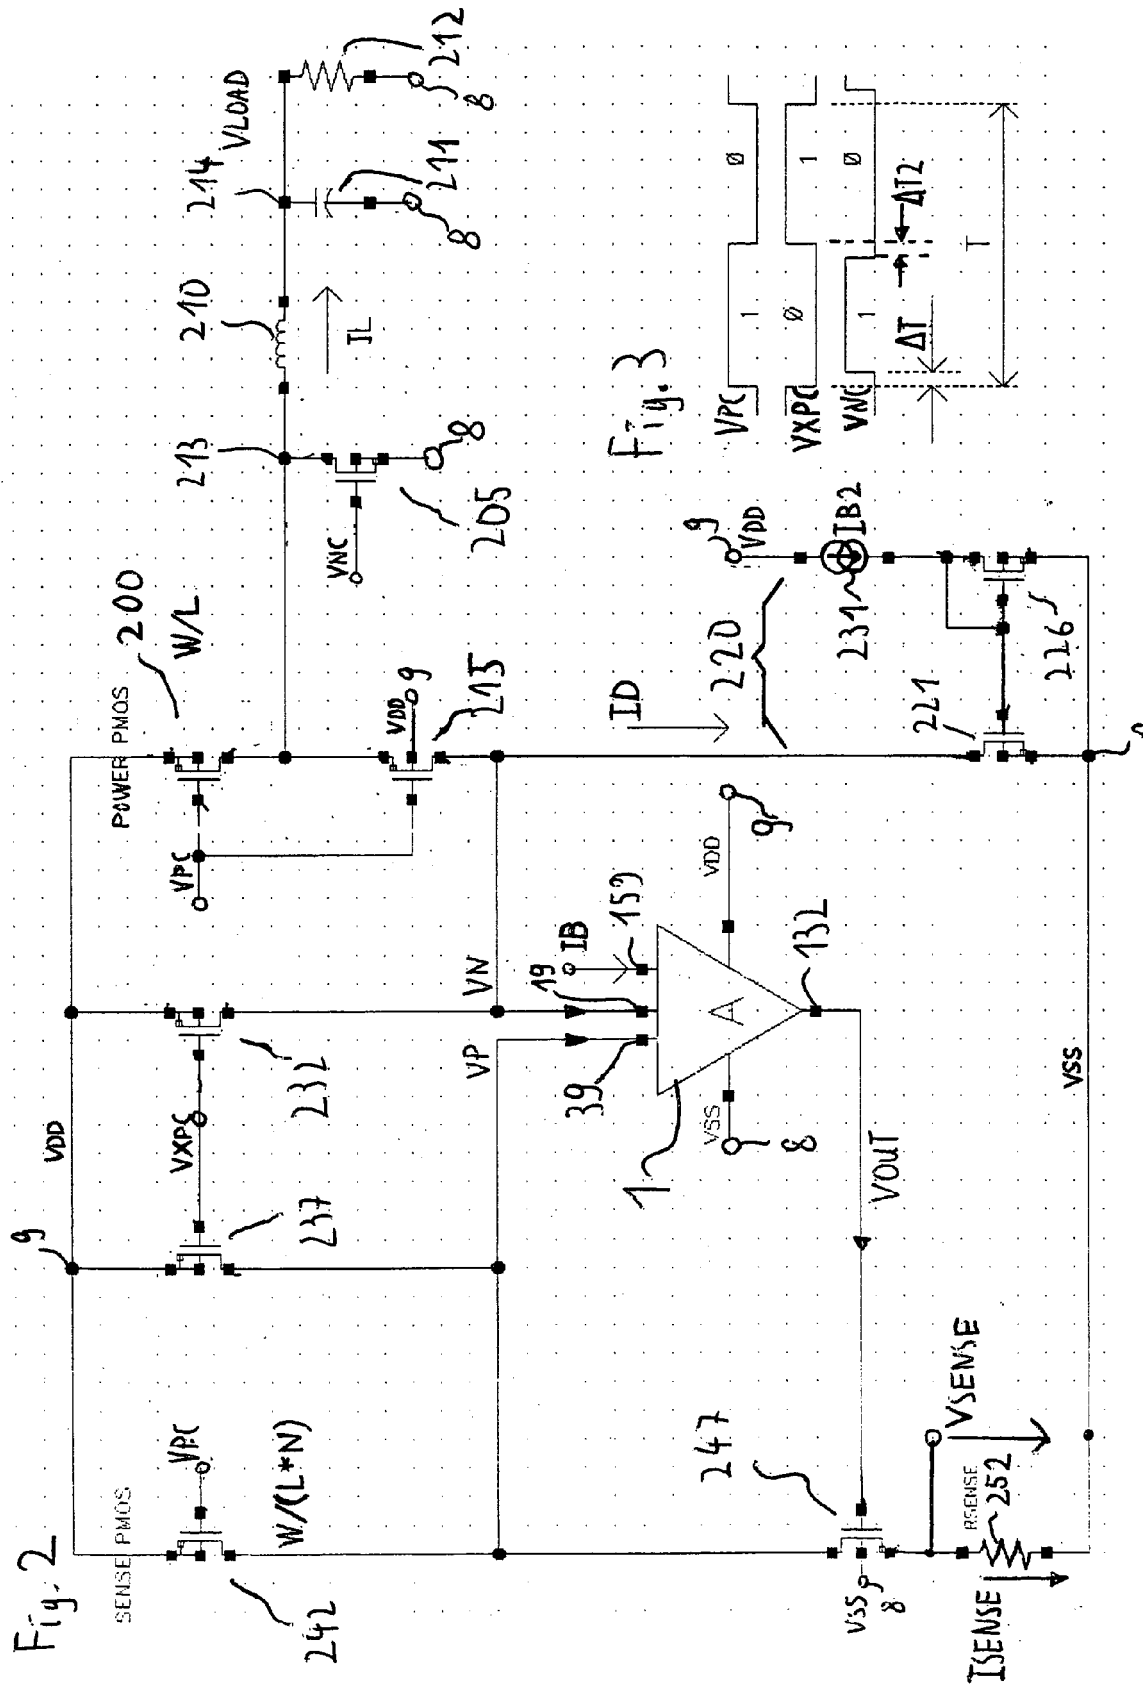 Fig. 2
SENSE PMOS
VPC
242
W/(L*N)
9
VDD
237
VXPC
232
POWER PMOS
200
W/L
VPC
VDD
9
215
213
VNC
205
8
210
IL
214
VLOAD
211
8
212
8
VP
VN
39
19
IB
159
1
A
VSS
8
VDD
9
132
VOUT
247
VSS
8
VSENSE
RSENSE
252
ISENSE
VSS
ID
220
221
226
231
IB2
VDD
9
Fig. 3
VPC
1
0
VXPC
0
1
VNC
1
0
ΔT
ΔT2
T